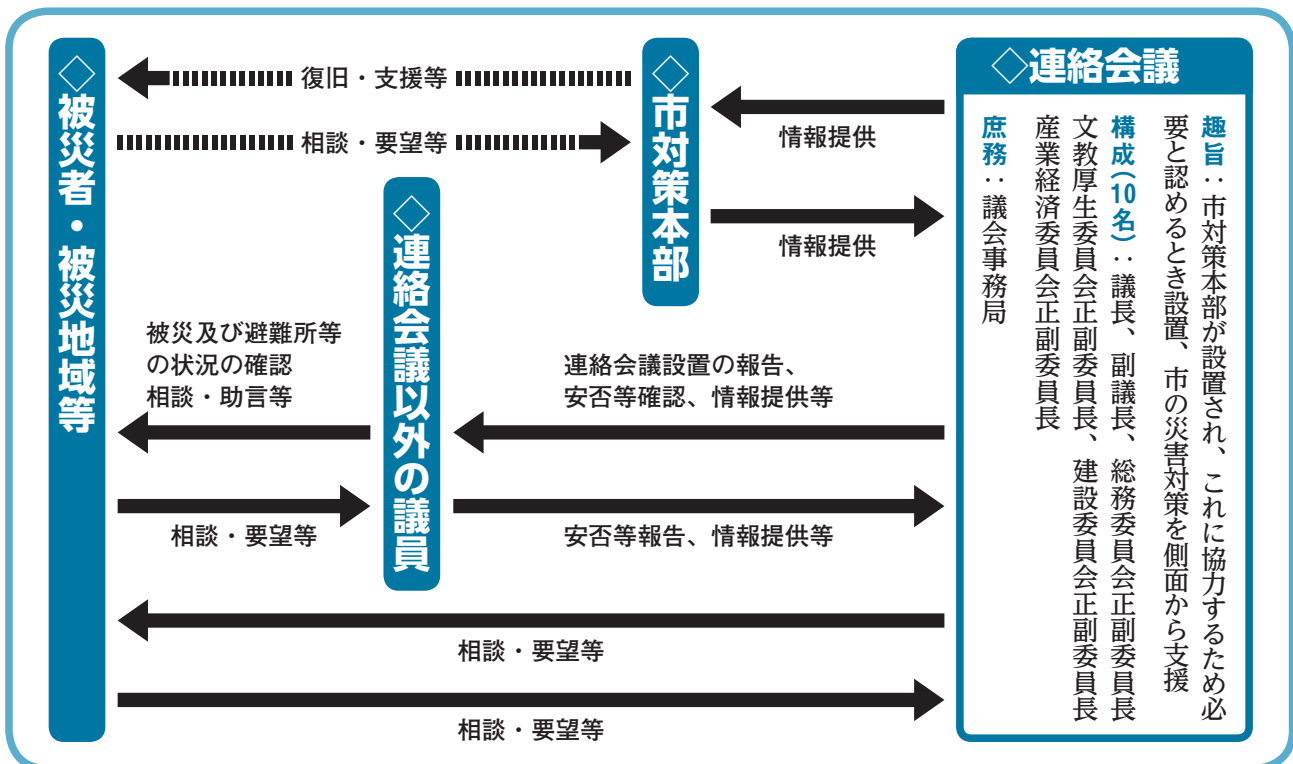 ◇連絡会議
趣旨：市対策本部が設置され、これに協力するため必
要と認めるとき設置、市の災害対策を側面から支援
構成（10名）：議長、副議長、総務委員会正副委員長
文教厚生委員会正副委員長、建設委員会正副委員長
産業経済委員会正副委員長
庶務：議会事務局
◇市対策本部
◇連絡会議以外の議員
◇被災者・被災地域等
復旧・支援等
相談・要望等
情報提供
情報提供
被災及び避難所等
の状況の確認
相談・助言等
連絡会議設置の報告、
安否等確認、情報提供等
相談・要望等
安否等報告、情報提供等
相談・要望等
相談・要望等